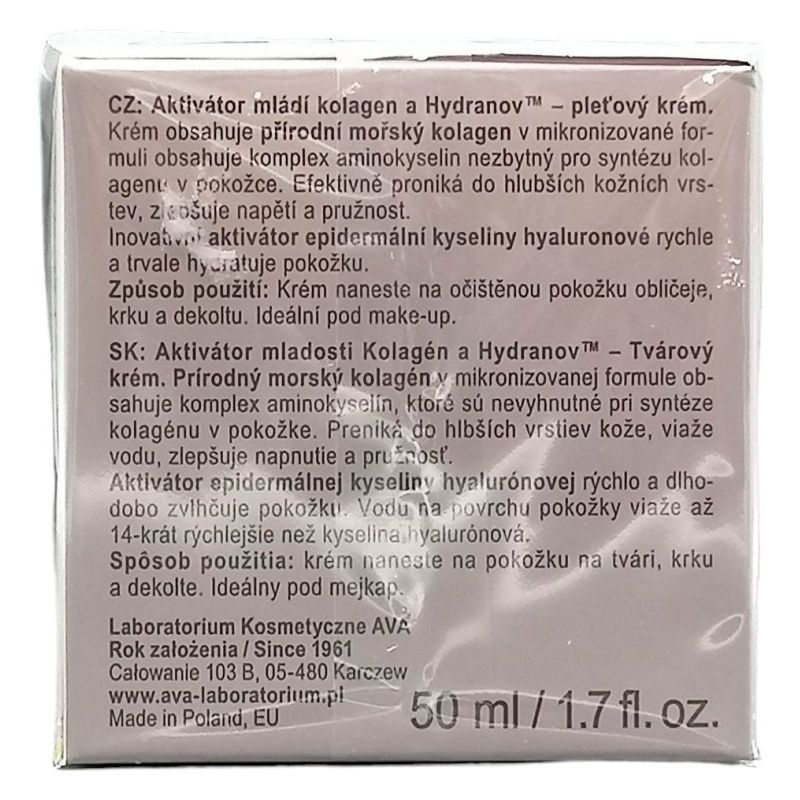 CZ: Aktivátor mládí kolagen a Hydranov™ – pleťový krém.
Krém obsahuje přírodní mořský kolagen v mikronizované for-
muli obsahuje komplex aminokyselin nezbytný pro syntézu kol-
agenu v pokožce. Efektivně proniká do hlubších kožních vrs-
tev, zlepšuje napětí a pružnost.
Inovativní aktivátor epidermální kyseliny hyaluronové rychle
a trvale hydratuje pokožku.
Způsob použití: Krém naneste na očištěnou pokožku obličeje,
krku a dekoltu. Ideální pod make-up.
SK: Aktivátor mladosti Kolagén a Hydranov™ – Tvárový
krém. Prírodný morský kolagén v mikronizovanej formule ob-
sahuje komplex aminokyselín, ktoré sú nevyhnutné pri syntéze
kolagénu v pokožke. Preniká do hlbších vrstiev kože, viaže
vodu, zlepšuje napnutie a pružnosť.
Aktivátor epidermálnej kyseliny hyalurónovej rýchlo a dlho-
dobo zvlhčuje pokožku. Vodu na povrchu pokožky viaže až
14-krát rýchlejšie než kyselina hyalurónová.
Spôsob použitia: krém naneste na pokožku na tvári, krku
a dekolte. Ideálny pod mejkap.
Laboratorium Kosmetyczne AVA
Rok założenia / Since 1961
Całowanie 103 B, 05-480 Karczew
www.ava-laboratorium.pl
Made in Poland, EU
50 ml / 1.7 fl. oz.